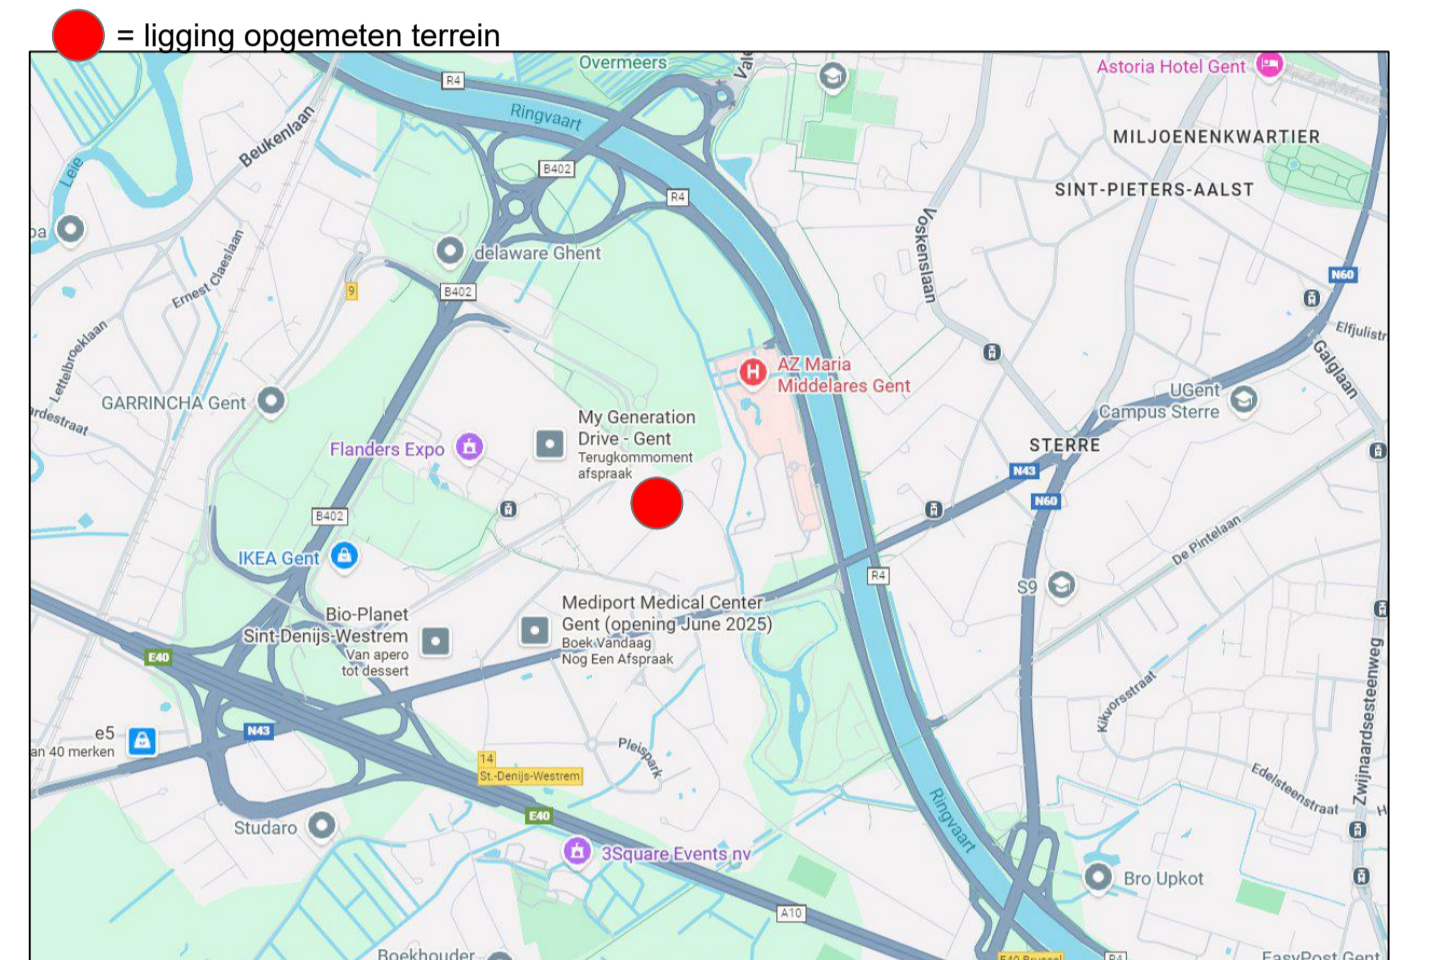 = ligging opgemeten terrein
R4
Overmeers
Astoria Hotel Gent
Ringvaart
Beukenlaan
MILJOENENKWARTIER
Leie
B402
SINT-PIETERS-AALST
R4
Voskenslaan
delaware Ghent
Ernest Claeslaan
N60
9
B402
Elfjulistr
Lettelbroeklaan
Galglaan
AZ Maria
Middelares Gent
UGent
Campus Sterre
GARRINCHA Gent
ardestraat
My Generation
Drive - Gent
Terugkommoment
afspraak
Flanders Expo
STERRE
N43
N60
B402
De Pintelaan
IKEA Gent
R4
S9
Bio-Planet
Sint-Denijs-Westrem
Van apero
tot dessert
Mediport Medical Center
Gent (opening June 2025)
Boek Vandaag
Nog Een Afspraak
E40
Kikvorsstraat
Zwijnaardsesteenweg
e5
an 40 merken
N43
Pleispark
14
St.-Denijs-Westrem
Edelsteenstraat
E40
Ringvaart
Studaro
3Square Events nv
Bro Upkot
A10
Boekhouder
E40 Brussel
R4
EasyPost Gent